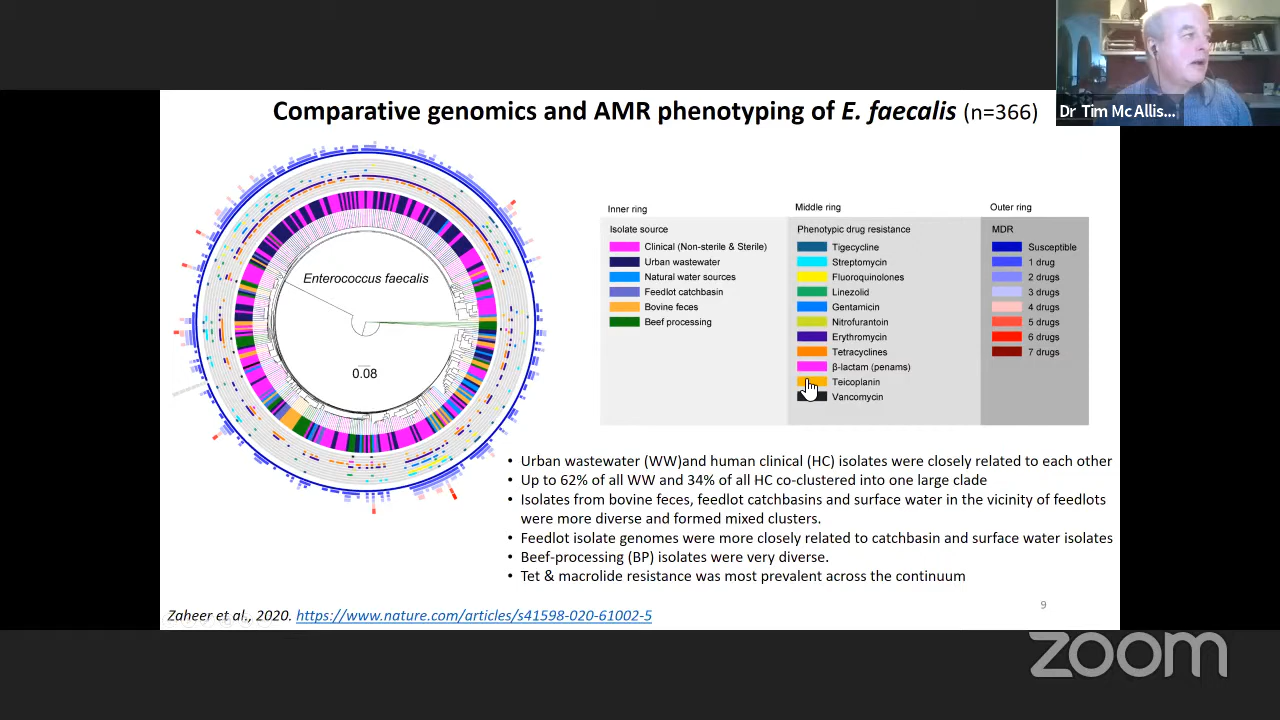 Comparative genomics and AMR phenotyping of E. faecalis (n=366)
Dr Tim McAllis...
Enterococcus faecalis
0.08
Inner ring
Isolate source
Clinical (Non-sterile & Sterile)
Urban wastewater
Natural water sources
Feedlot catchbasin
Bovine feces
Beef processing
Middle ring
Phenotypic drug resistance
Tigecycline
Streptomycin
Fluoroquinolones
Linezolid
Gentamicin
Nitrofurantoin
Erythromycin
Tetracyclines
β-lactam (penams)
Teicoplanin
Vancomycin
Outer ring
MDR
Susceptible
1 drug
2 drugs
3 drugs
4 drugs
5 drugs
6 drugs
7 drugs
• Urban wastewater (WW)and human clinical (HC) isolates were closely related to each other
• Up to 62% of all WW and 34% of all HC co-clustered into one large clade
• Isolates from bovine feces, feedlot catchbasins and surface water in the vicinity of feedlots
were more diverse and formed mixed clusters.
• Feedlot isolate genomes were more closely related to catchbasin and surface water isolates
• Beef-processing (BP) isolates were very diverse.
• Tet & macrolide resistance was most prevalent across the continuum
9
Zaheer et al., 2020. https://www.nature.com/articles/s41598-020-61002-5
zoom